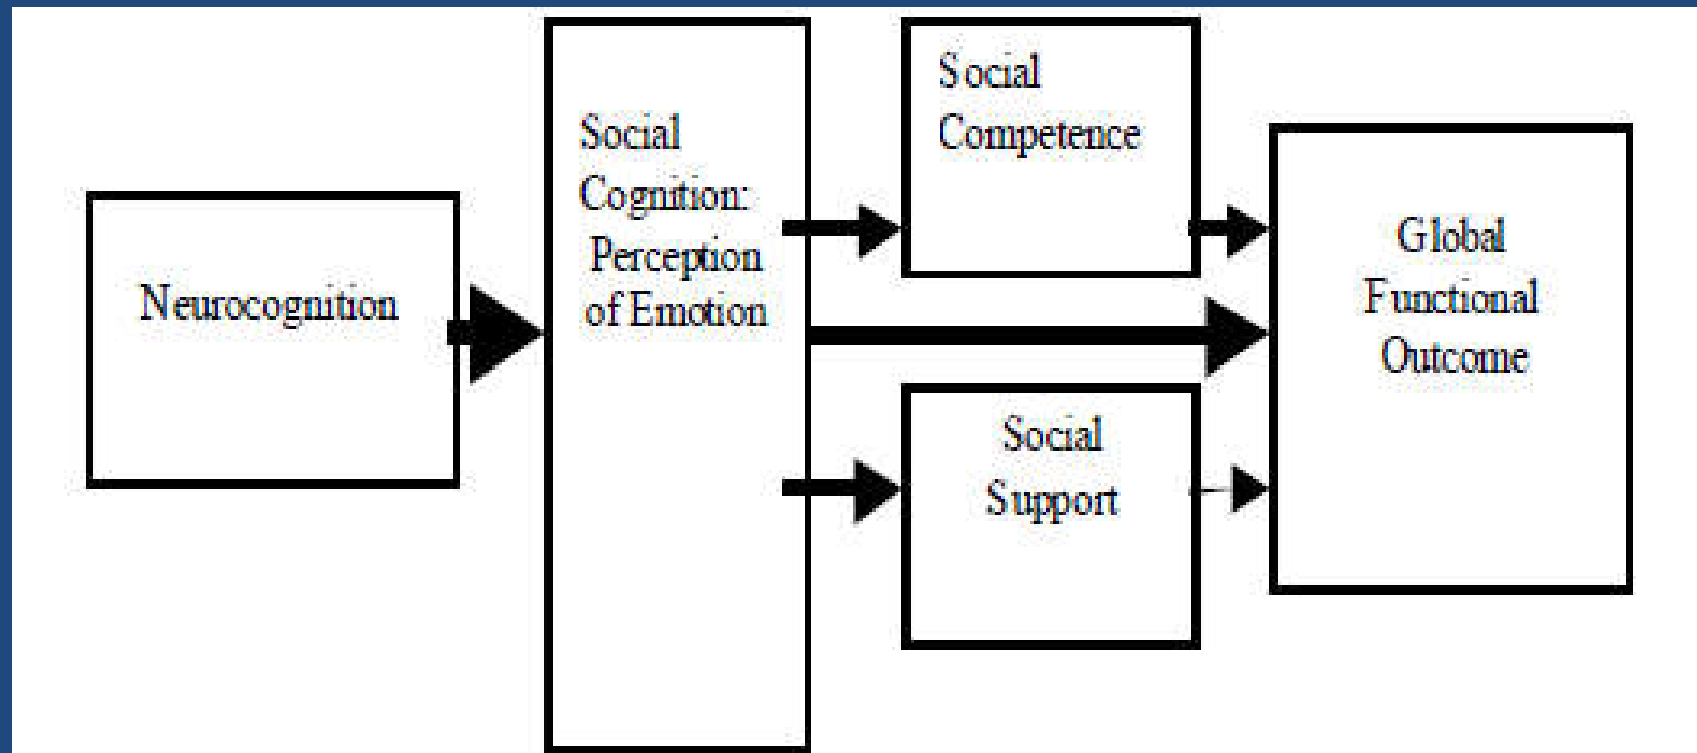 Neurocognition
Social
Cognition:
Perception
of Emotion
Social
Competence
Social
Support
Global
Functional
Outcome